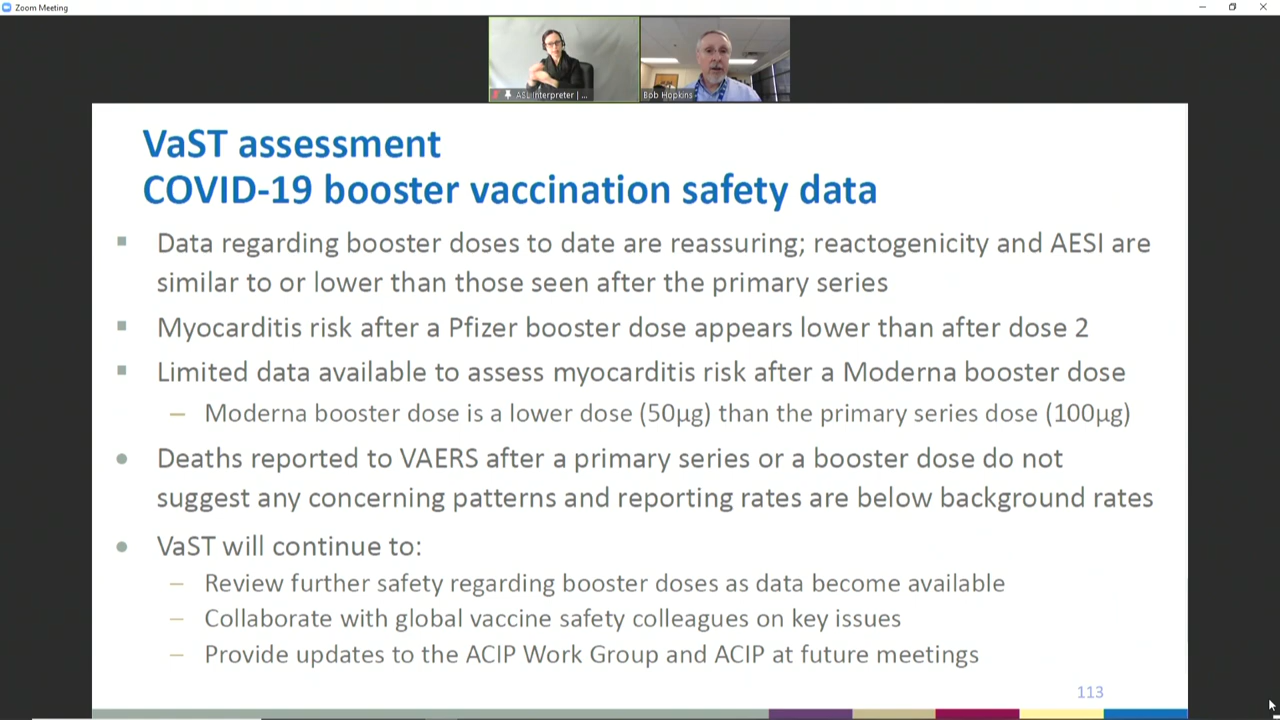 Zoom Meeting
ASL Interpreter | ...
Bob Hopkins
VaST assessment
COVID-19 booster vaccination safety data
Data regarding booster doses to date are reassuring; reactogenicity and AESI are
similar to or lower than those seen after the primary series
Myocarditis risk after a Pfizer booster dose appears lower than after dose 2
Limited data available to assess myocarditis risk after a Moderna booster dose
– Moderna booster dose is a lower dose (50µg) than the primary series dose (100µg)
Deaths reported to VAERS after a primary series or a booster dose do not
suggest any concerning patterns and reporting rates are below background rates
VaST will continue to:
– Review further safety regarding booster doses as data become available
– Collaborate with global vaccine safety colleagues on key issues
– Provide updates to the ACIP Work Group and ACIP at future meetings
113